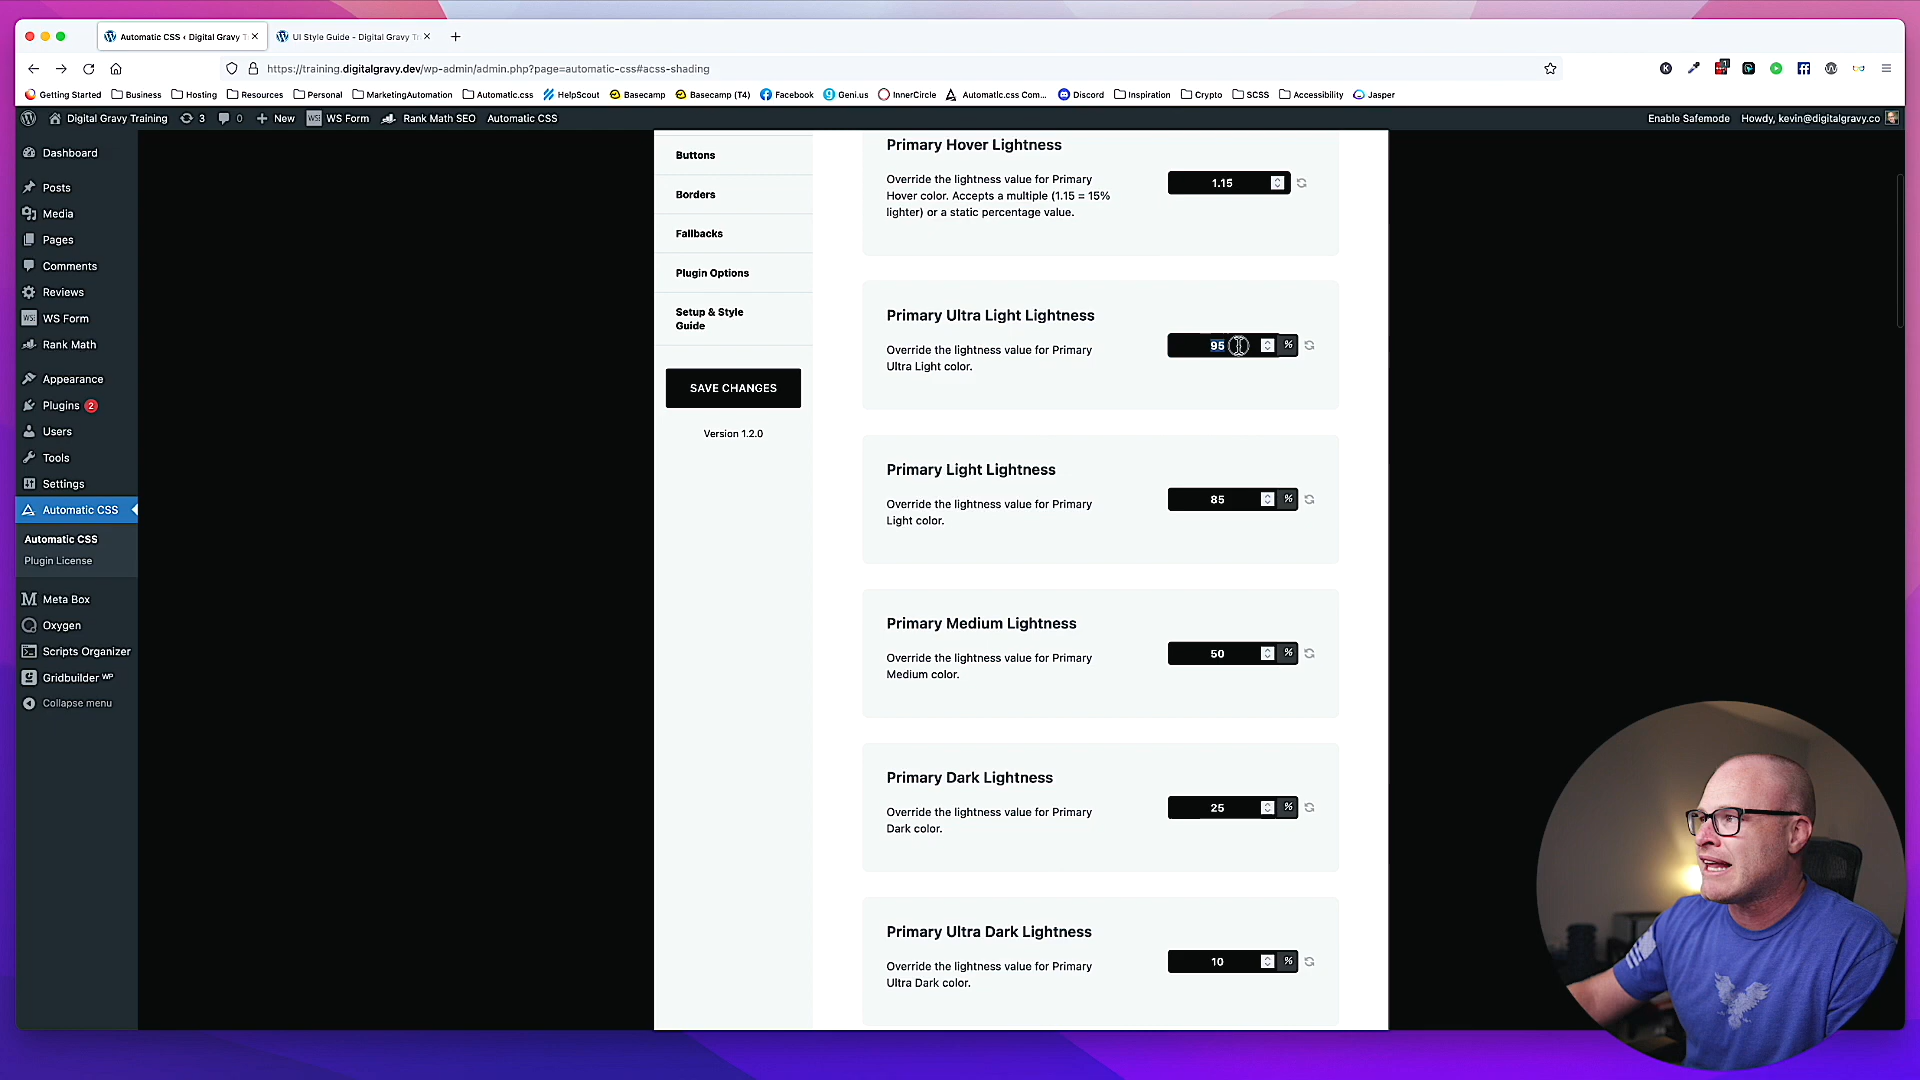 Automatic CSS ‹ Digital Gravy T
UI Style Guide - Digital Gravy Tr
https://training.digitalgravy.dev/wp-admin/admin.php?page=automatic-css#acss-shading
Getting Started
Business
Hosting
Resources
Personal
MarketingAutomation
Automatic.css
HelpScout
Basecamp
Basecamp (T4)
Facebook
Geni.us
InnerCircle
Automatic.css Com...
Discord
Inspiration
Crypto
SCSS
Accessibility
Jasper
Digital Gravy Training
3
0
New
WS Form
Rank Math SEO
Automatic CSS
Enable Safemode
Howdy, kevin@digitalgravy.co
Dashboard
Posts
Media
Pages
Comments
Reviews
WS Form
Rank Math
Appearance
Plugins 2
Users
Tools
Settings
Automatic CSS
Automatic CSS
Plugin License
Meta Box
Oxygen
Scripts Organizer
Gridbuilder WP
Collapse menu
Buttons
Borders
Fallbacks
Plugin Options
Setup & Style
Guide
SAVE CHANGES
Version 1.2.0
Primary Hover Lightness
Override the lightness value for Primary
Hover color. Accepts a multiple (1.15 = 15%
lighter) or a static percentage value.
1.15
Primary Ultra Light Lightness
Override the lightness value for Primary
Ultra Light color.
95 %
Primary Light Lightness
Override the lightness value for Primary
Light color.
85 %
Primary Medium Lightness
Override the lightness value for Primary
Medium color.
50 %
Primary Dark Lightness
Override the lightness value for Primary
Dark color.
25 %
Primary Ultra Dark Lightness
Override the lightness value for Primary
Ultra Dark color.
10 %